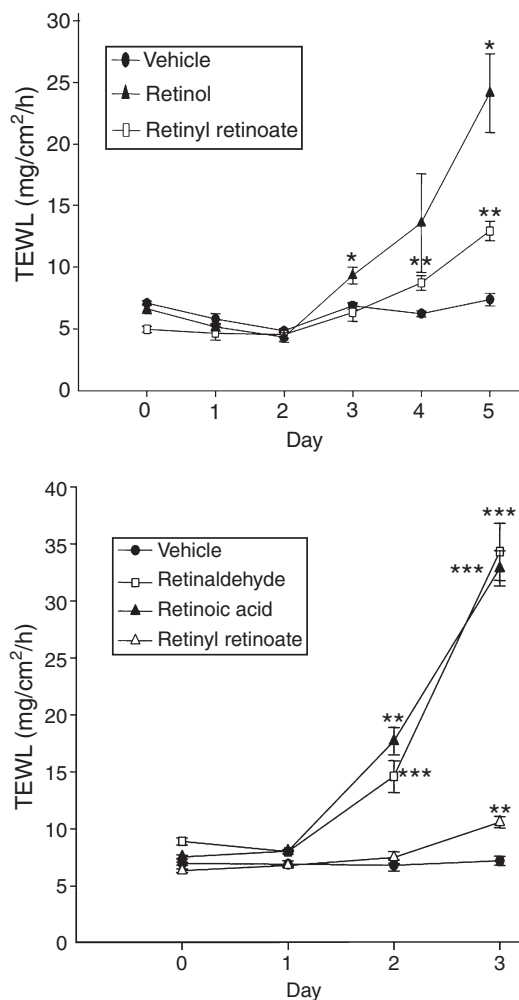 30
25
20
15
10
5
0
TEWL (mg/cm²/h)
Vehicle
Retinol
Retinyl retinoate
*
*
**
**
0 1 2 3 4 5
Day
40
35
30
25
20
15
10
5
0
TEWL (mg/cm²/h)
Vehicle
Retinaldehyde
Retinoic acid
Retinyl retinoate
***
***
**
***
**
0 1 2 3
Day